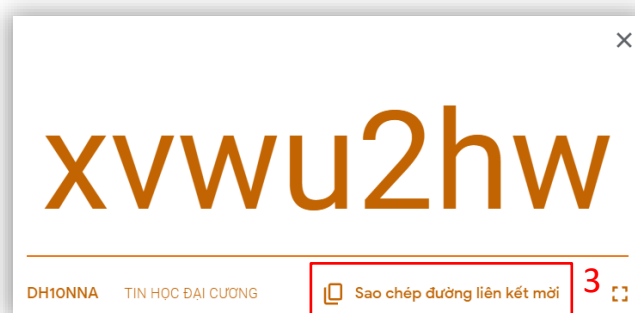 xvwu2hw
DH10NNA TIN HỌC ĐẠI CƯƠNG Sao chép đường liên kết mời 3